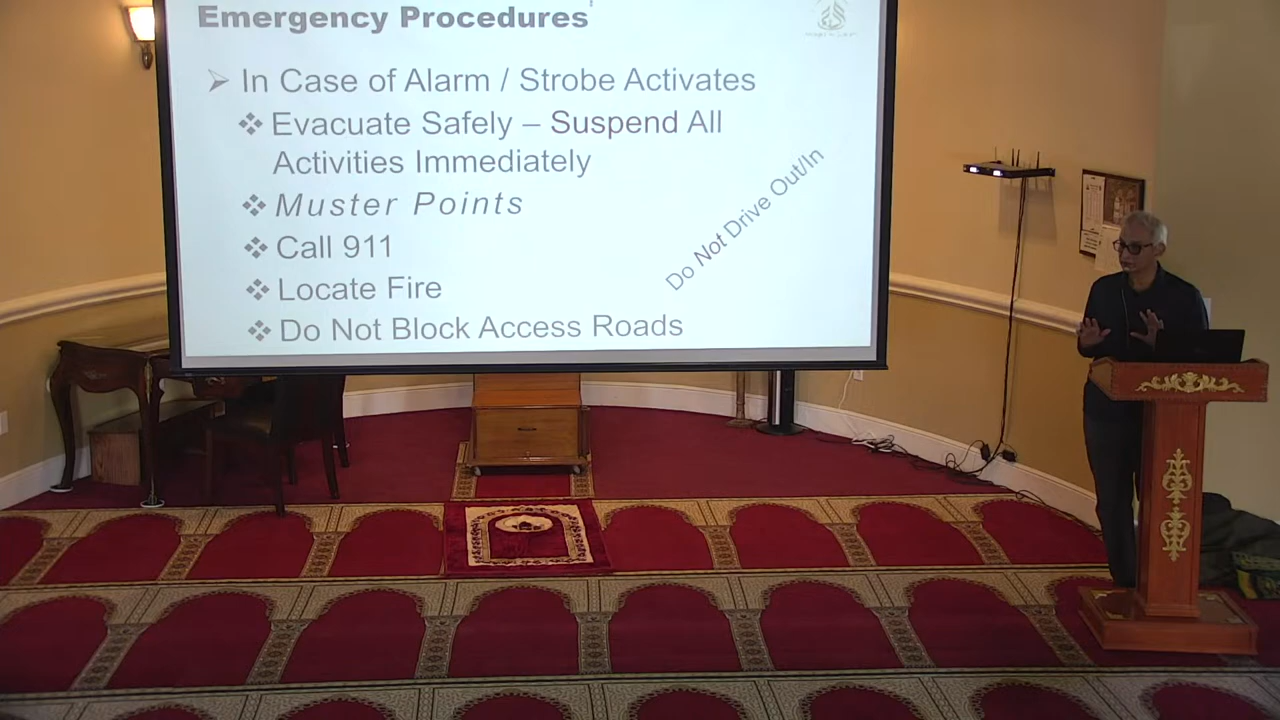 Emergency Procedures
In Case of Alarm / Strobe Activates
Evacuate Safely – Suspend All
Activities Immediately
Muster Points
Call 911
Locate Fire
Do Not Block Access Roads
Do Not Drive Out/In